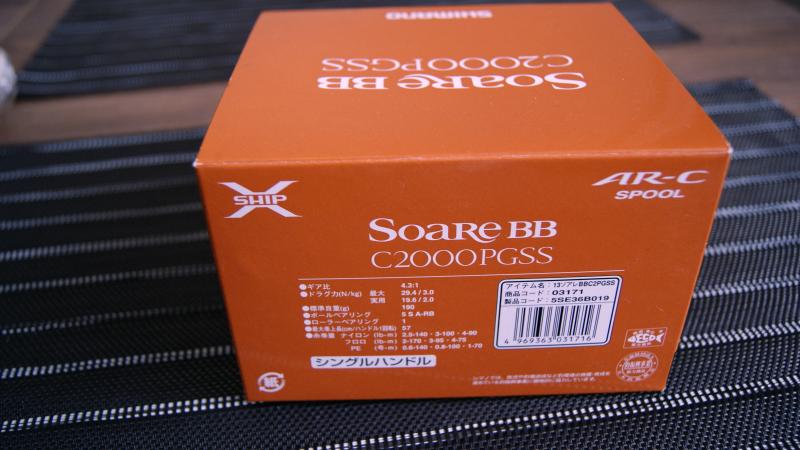 SHIMANO
SOARE BB
C2000PGSS
X
SHIP
AR-C
SPOOL
SOARE BB
C2000PGSS
●ギア比 4.3:1
●ドラグ力(N/kg) 最大 29.4/3.0
実用 19.6/2.0
●標準自重(g) 190
●ボールベアリング 5 S A-RB
●ローラーベアリング 1
●最大巻上長(cm/ハンドル1回転) 57
●糸巻量 ナイロン (lb-m) 2.5-140 3-100 4-90
フロロ (lb-m) 2-170 3-95 4-75
PE (号-m) 0.6-140 0.8-100 1-70
シングルハンドル
アイテム名:13ソアレBBC2PGSS
商品コード: 03171
製品コード: 5SE36B019
4 969363 031716
紙